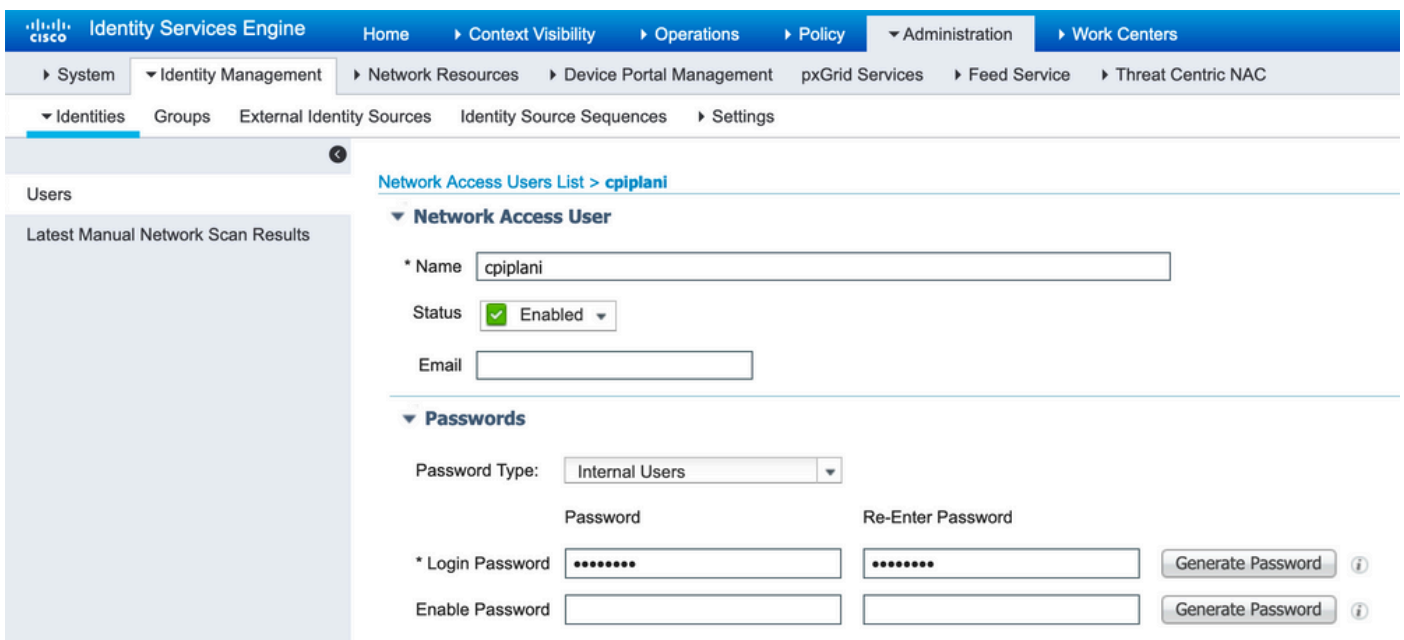 cisco Identity Services Engine Home Context Visibility Operations Policy Administration Work Centers
System Identity Management Network Resources Device Portal Management pxGrid Services Feed Service Threat Centric NAC
Identities Groups External Identity Sources Identity Source Sequences Settings
Users
Latest Manual Network Scan Results
Network Access Users List > cpiplani
Network Access User
* Name cpiplani
Status Enabled
Email
Passwords
Password Type: Internal Users
Password Re-Enter Password
* Login Password •••••••• •••••••• Generate Password
Enable Password Generate Password